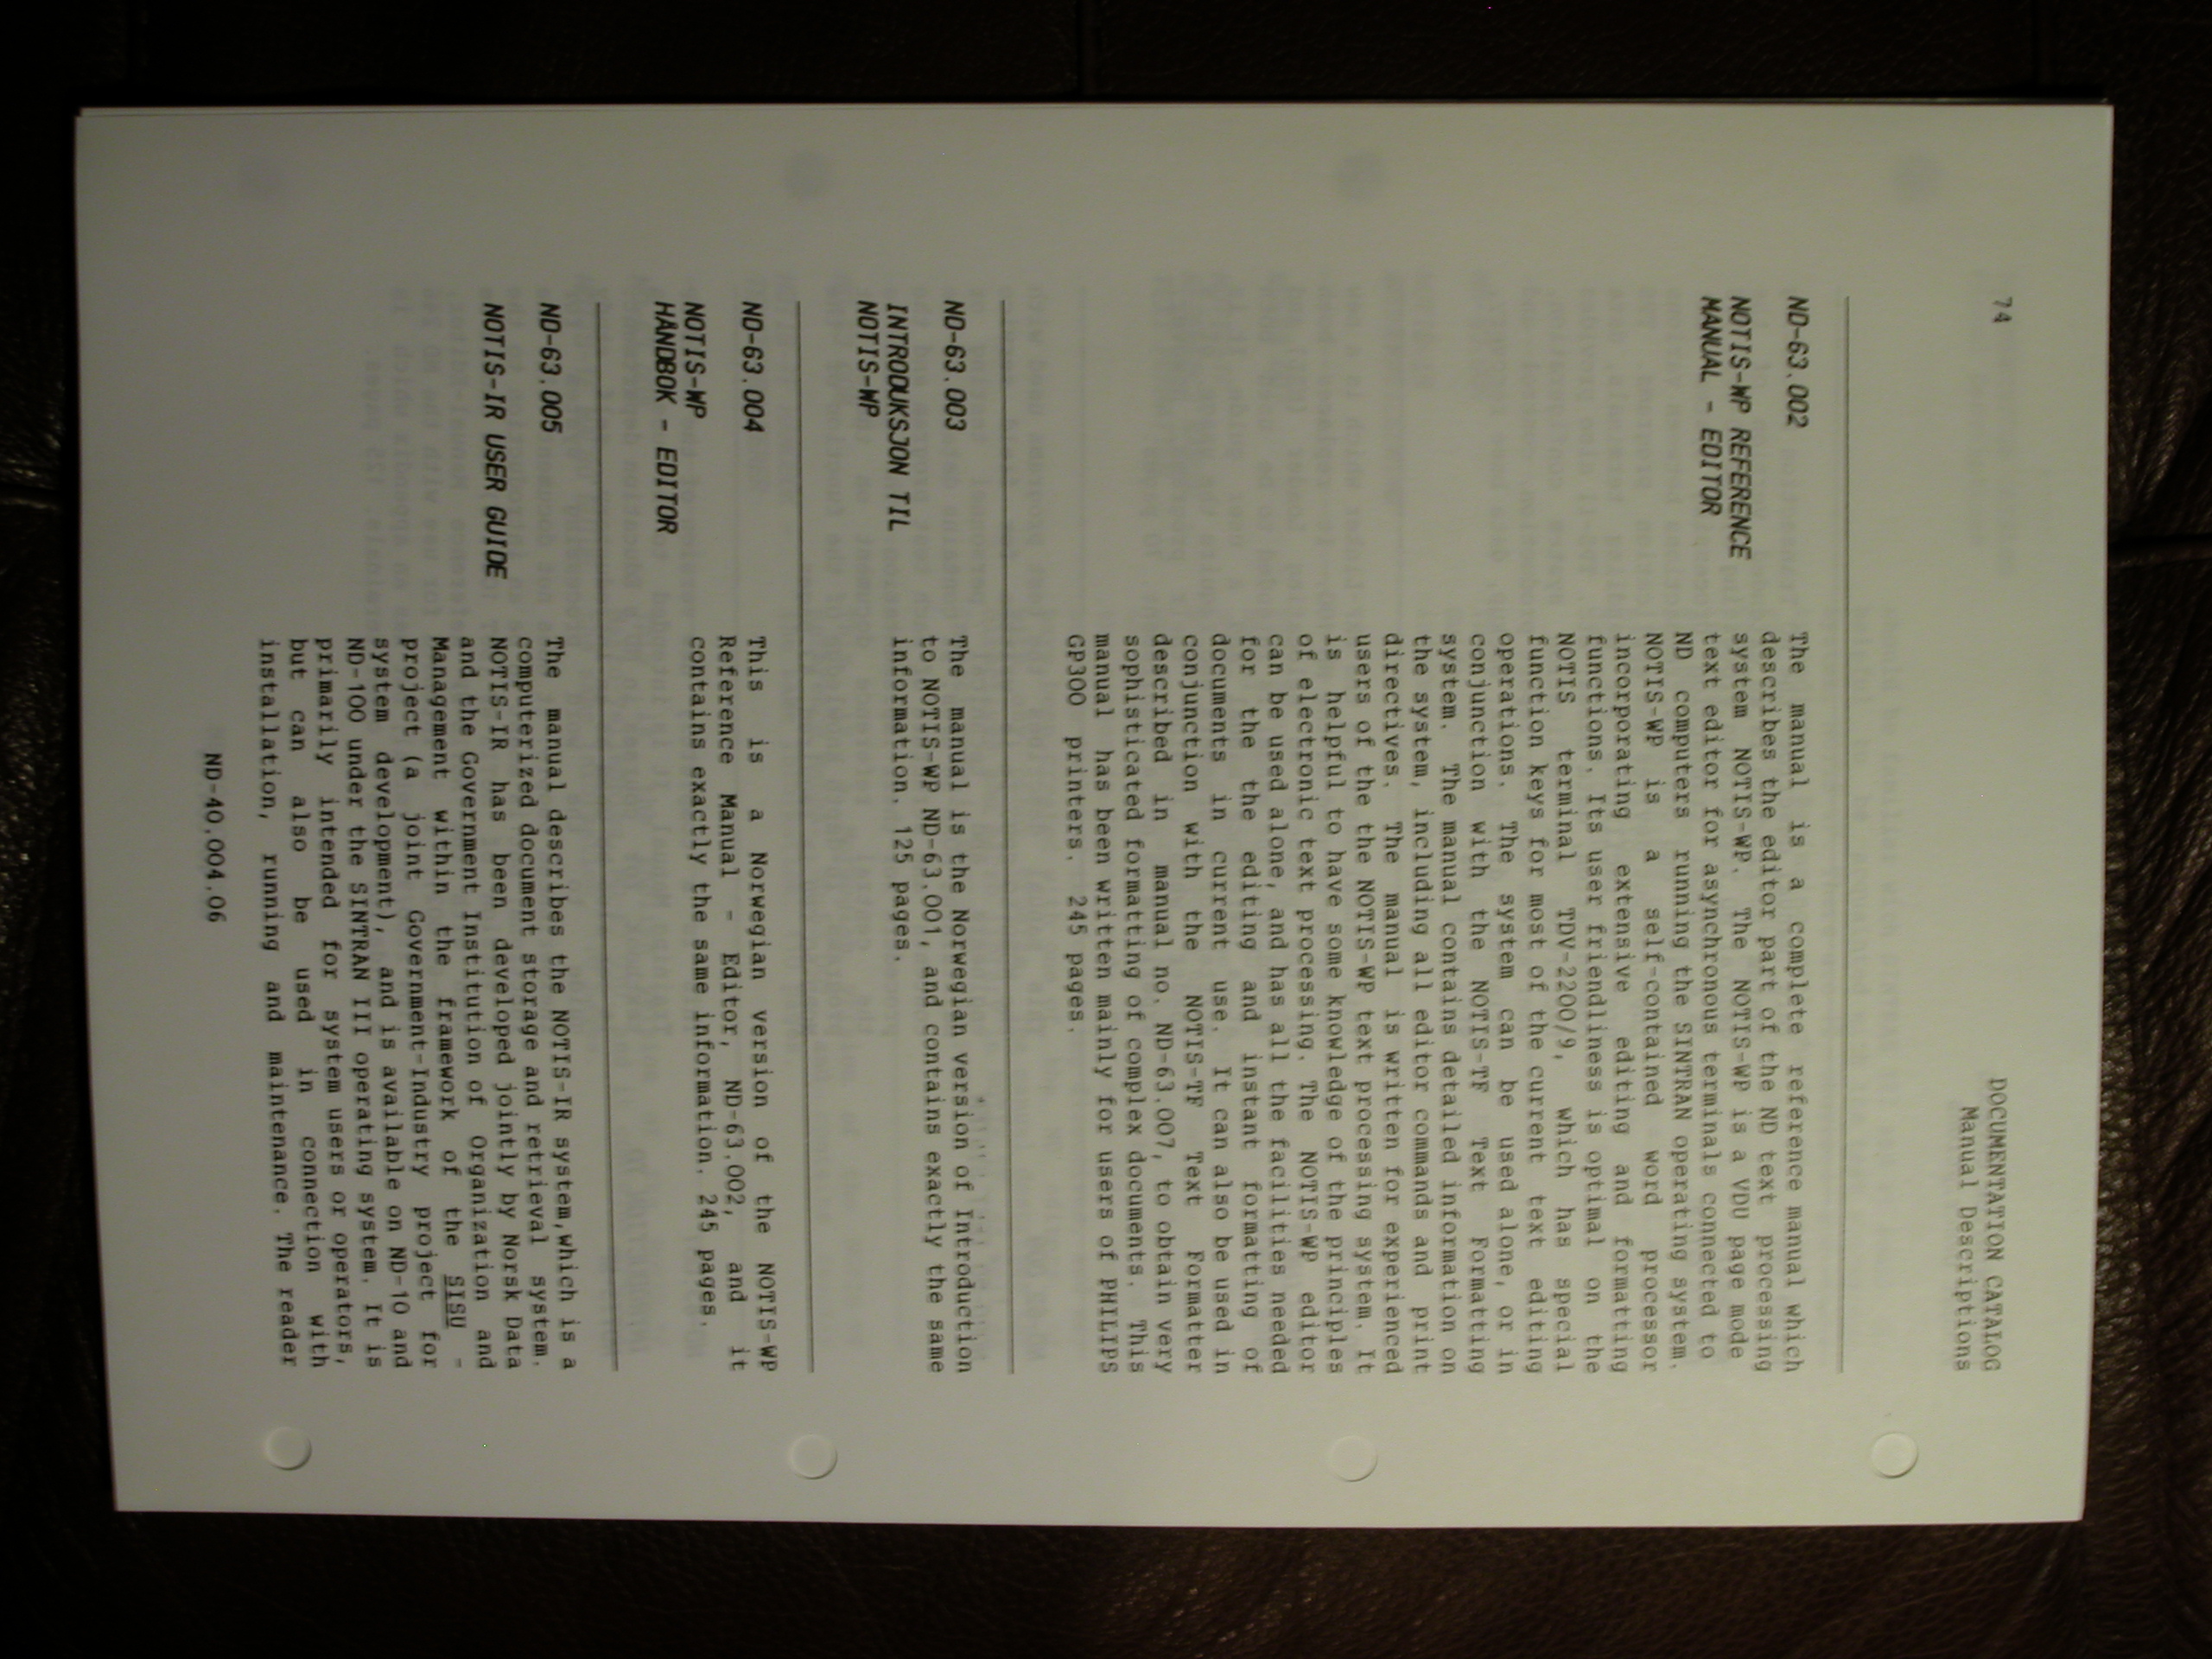 74
DOCUMENTATION CATALOG
Manual Descriptions
ND-63.002
NOTIS-WP REFERENCE
MANUAL - EDITOR
The manual is a complete reference manual which
describes the editor part of the ND text processing
system NOTIS-WP. The NOTIS-WP is a VDU page mode
text editor for asynchronous terminals connected to
ND computers running the SINTRAN operating system.
NOTIS-WP is a self-contained word processor
incorporating extensive editing and formatting
functions. Its user friendliness is optimal on the
NOTIS terminal TDV-2200/9, which has special
function keys for most of the current text editing
operations. The system can be used alone, or in
conjunction with the NOTIS-TF Text Formatting
system. The manual contains detailed information on
the system, including all editor commands and print
directives. The manual is written for experienced
users of the the NOTIS-WP text processing system. It
is helpful to have some knowledge of the principles
of electronic text processing. The NOTIS-WP editor
can be used alone, and has all the facilities needed
for the the editing and instant formatting of
documents in current use. It can also be used in
conjunction with the NOTIS-TF Text Formatter
described in manual no. ND-63.007, to obtain very
sophisticated formatting of complex documents. This
manual has been written mainly for users of PHILIPS
GP300 printers. 245 pages.
ND-63.003
INTRODUKSJON TIL
NOTIS-WP
The manual is the Norwegian version of Introduction
to NOTIS-WP ND-63.001, and contains exactly the same
information. 125 pages.
ND-63.004
NOTIS-WP
HÅNDBOK - EDITOR
This is a Norwegian version of the NOTIS-WP
Reference Manual - Editor, ND-63.002, and it
contains exactly the same information. 245 pages.
ND-63.005
NOTIS-IR USER GUIDE
The manual describes the NOTIS-IR system,which is a
computerized document storage and retrieval system.
NOTIS-IR has been developed jointly by Norsk Data
and the Government Institution of Organization and
Management within the framework of the SISU -
project (a joint Government-Industry project for
system development), and is available on ND-10 and
ND-100 under the SINTRAN III operating system. It is
primarily intended for system users or operators,
but can also be used in connection with
installation, running and maintenance. The reader
ND-40.004.06